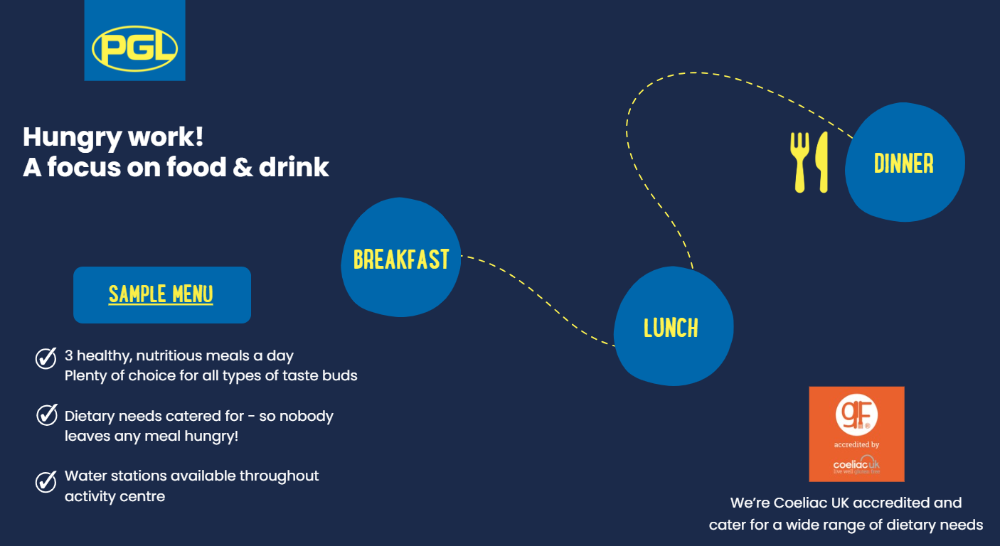 PGL
Hungry work!
A focus on food & drink
BREAKFAST
LUNCH
DINNER
SAMPLE MENU
3 healthy, nutritious meals a day
Plenty of choice for all types of taste buds
Dietary needs catered for - so nobody
leaves any meal hungry!
Water stations available throughout
activity centre
gF®
accredited by
coeliac uk
live well gluten free
We're Coeliac UK accredited and
cater for a wide range of dietary needs